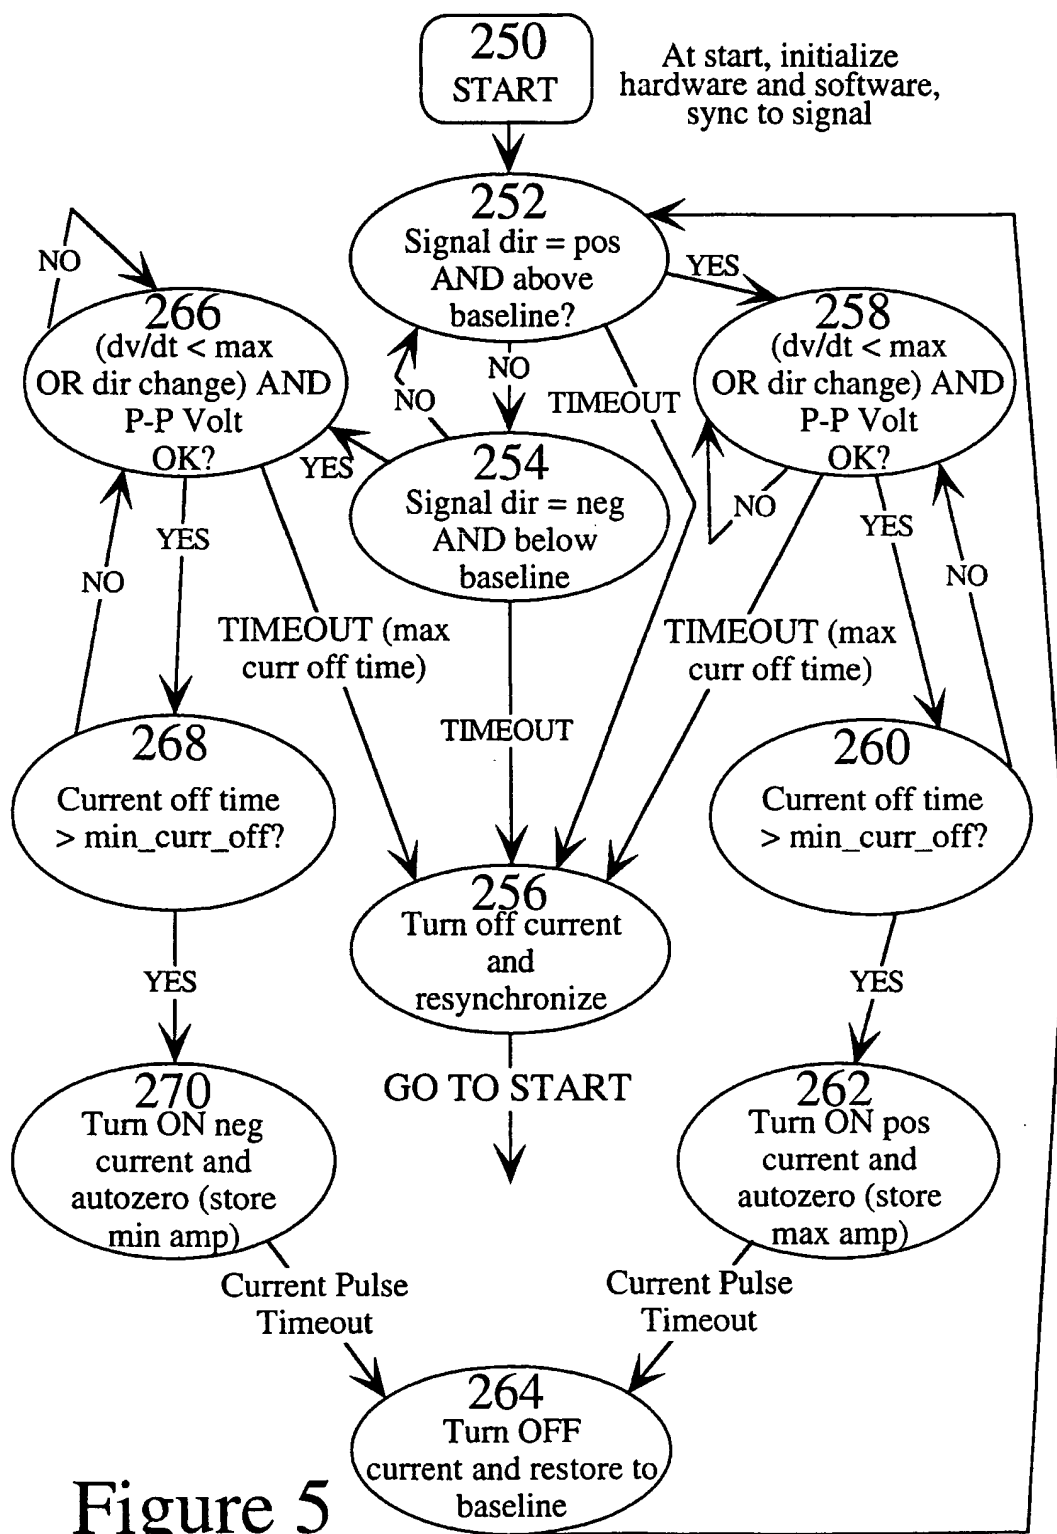 250
START
At start, initialize
hardware and software,
sync to signal
252
Signal dir = pos
AND above
baseline?
NO
YES
266
(dv/dt < max
OR dir change) AND
P-P Volt
OK?
258
(dv/dt < max
OR dir change) AND
P-P Volt
OK?
NO
NO
TIMEOUT
YES
254
Signal dir = neg
AND below
baseline
NO
YES
YES
NO
NO
TIMEOUT (max
curr off time)
TIMEOUT (max
curr off time)
TIMEOUT
268
Current off time
> min_curr_off?
260
Current off time
> min_curr_off?
256
Turn off current
and
resynchronize
YES
YES
GO TO START
270
Turn ON neg
current and
autozero (store
min amp)
262
Turn ON pos
current and
autozero (store
max amp)
Current Pulse
Timeout
Current Pulse
Timeout
264
Turn OFF
current and restore to
baseline
Figure 5